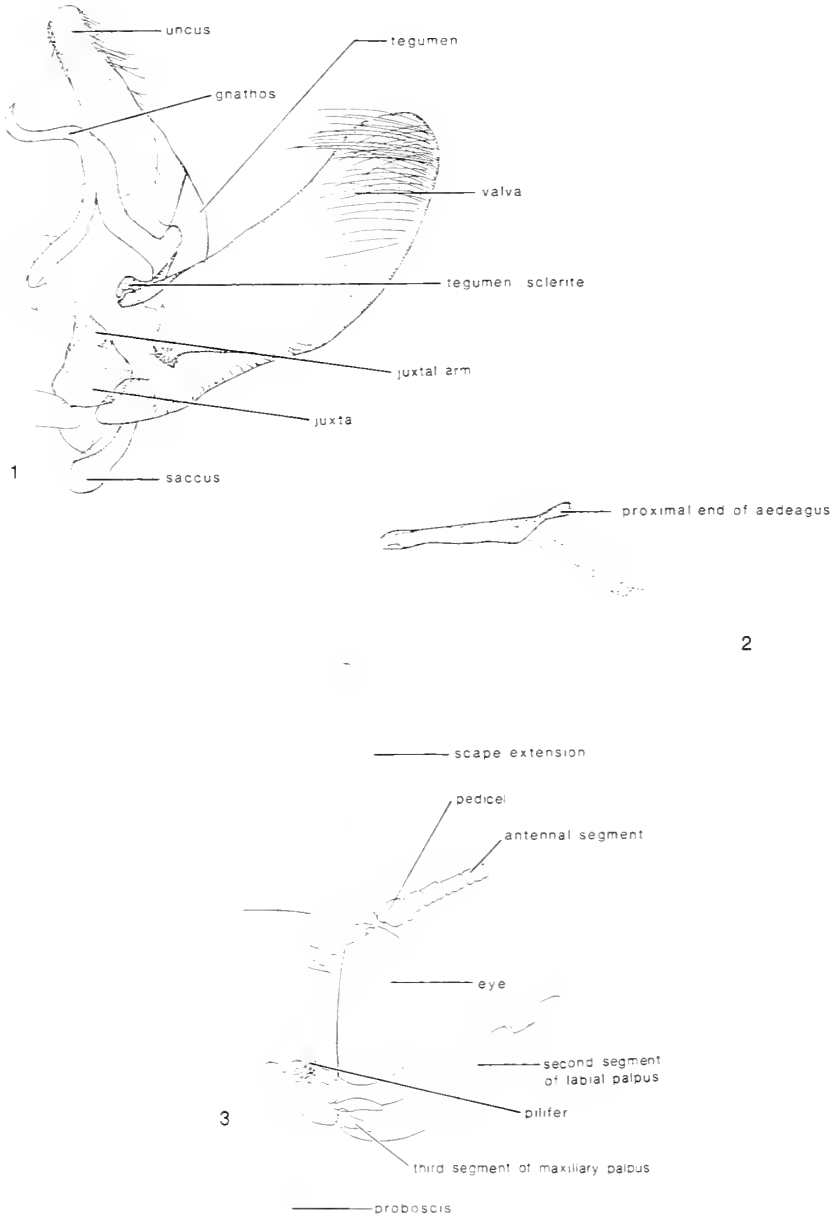 uncus
tegumen
gnathos
valva
tegumen sclerite
juxtal arm
juxta
1
saccus
proximal end of aedeagus
2
scape extension
pedicel
antennal segment
eye
second segment
of labial palpus
3
pilifer
third segment of maxillary palpus
proboscis